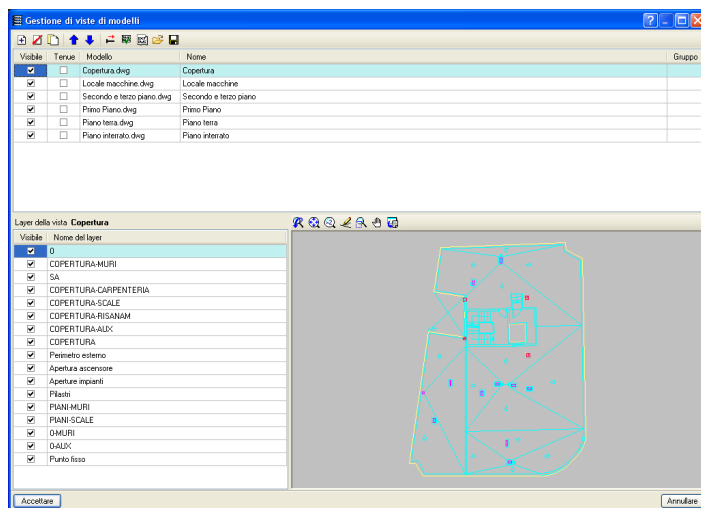 Gestione di viste di modelli
Visibile Tenue Modello Nome Gruppo
Copertura.dwg Copertura
Locale macchine.dwg Locale macchine
Secondo e terzo piano.dwg Secondo e terzo piano
Primo Piano.dwg Primo Piano
Piano terra.dwg Piano terra
Piano interrato.dwg Piano interrato
Layer della vista Copertura
Visibile Nome del layer
0
COPERTURA-MURI
SA
COPERTURA-CARPENTERIA
COPERTURA-SCALE
COPERTURA-RISANAM
COPERTURA-AUX
COPERTURA
Perimetro esterno
Apertura ascensore
Aperture impianti
Pilastri
PIANI-MURI
PIANI-SCALE
0-MURI
0-AUX
Punto fisso
Accettare Annullare